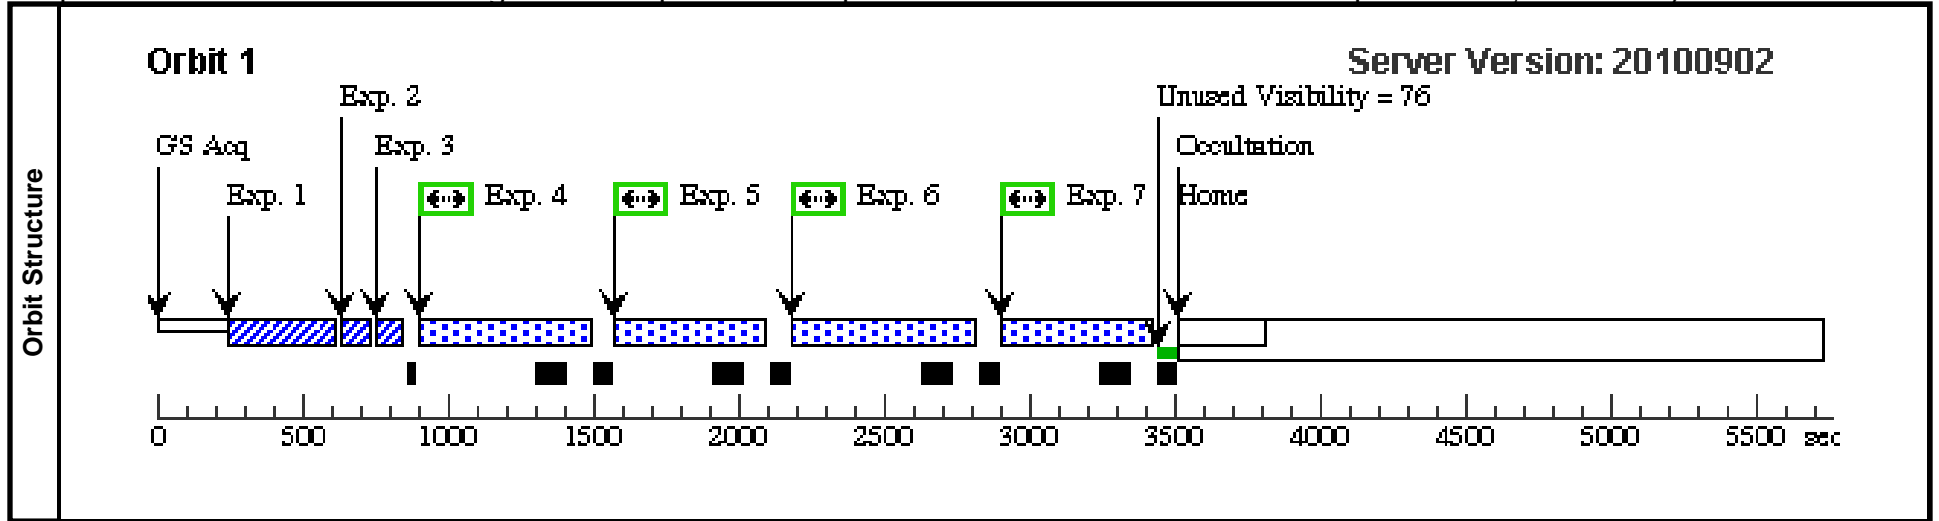 Orbit Structure
Orbit 1
Server Version: 20100902
Exp. 2
Unused Visibility = 76
GS Acq
Exp. 3
Occultation
Exp. 1
Exp. 4
Exp. 5
Exp. 6
Exp. 7
Home
0 500 1000 1500 2000 2500 3000 3500 4000 4500 5000 5500 sec